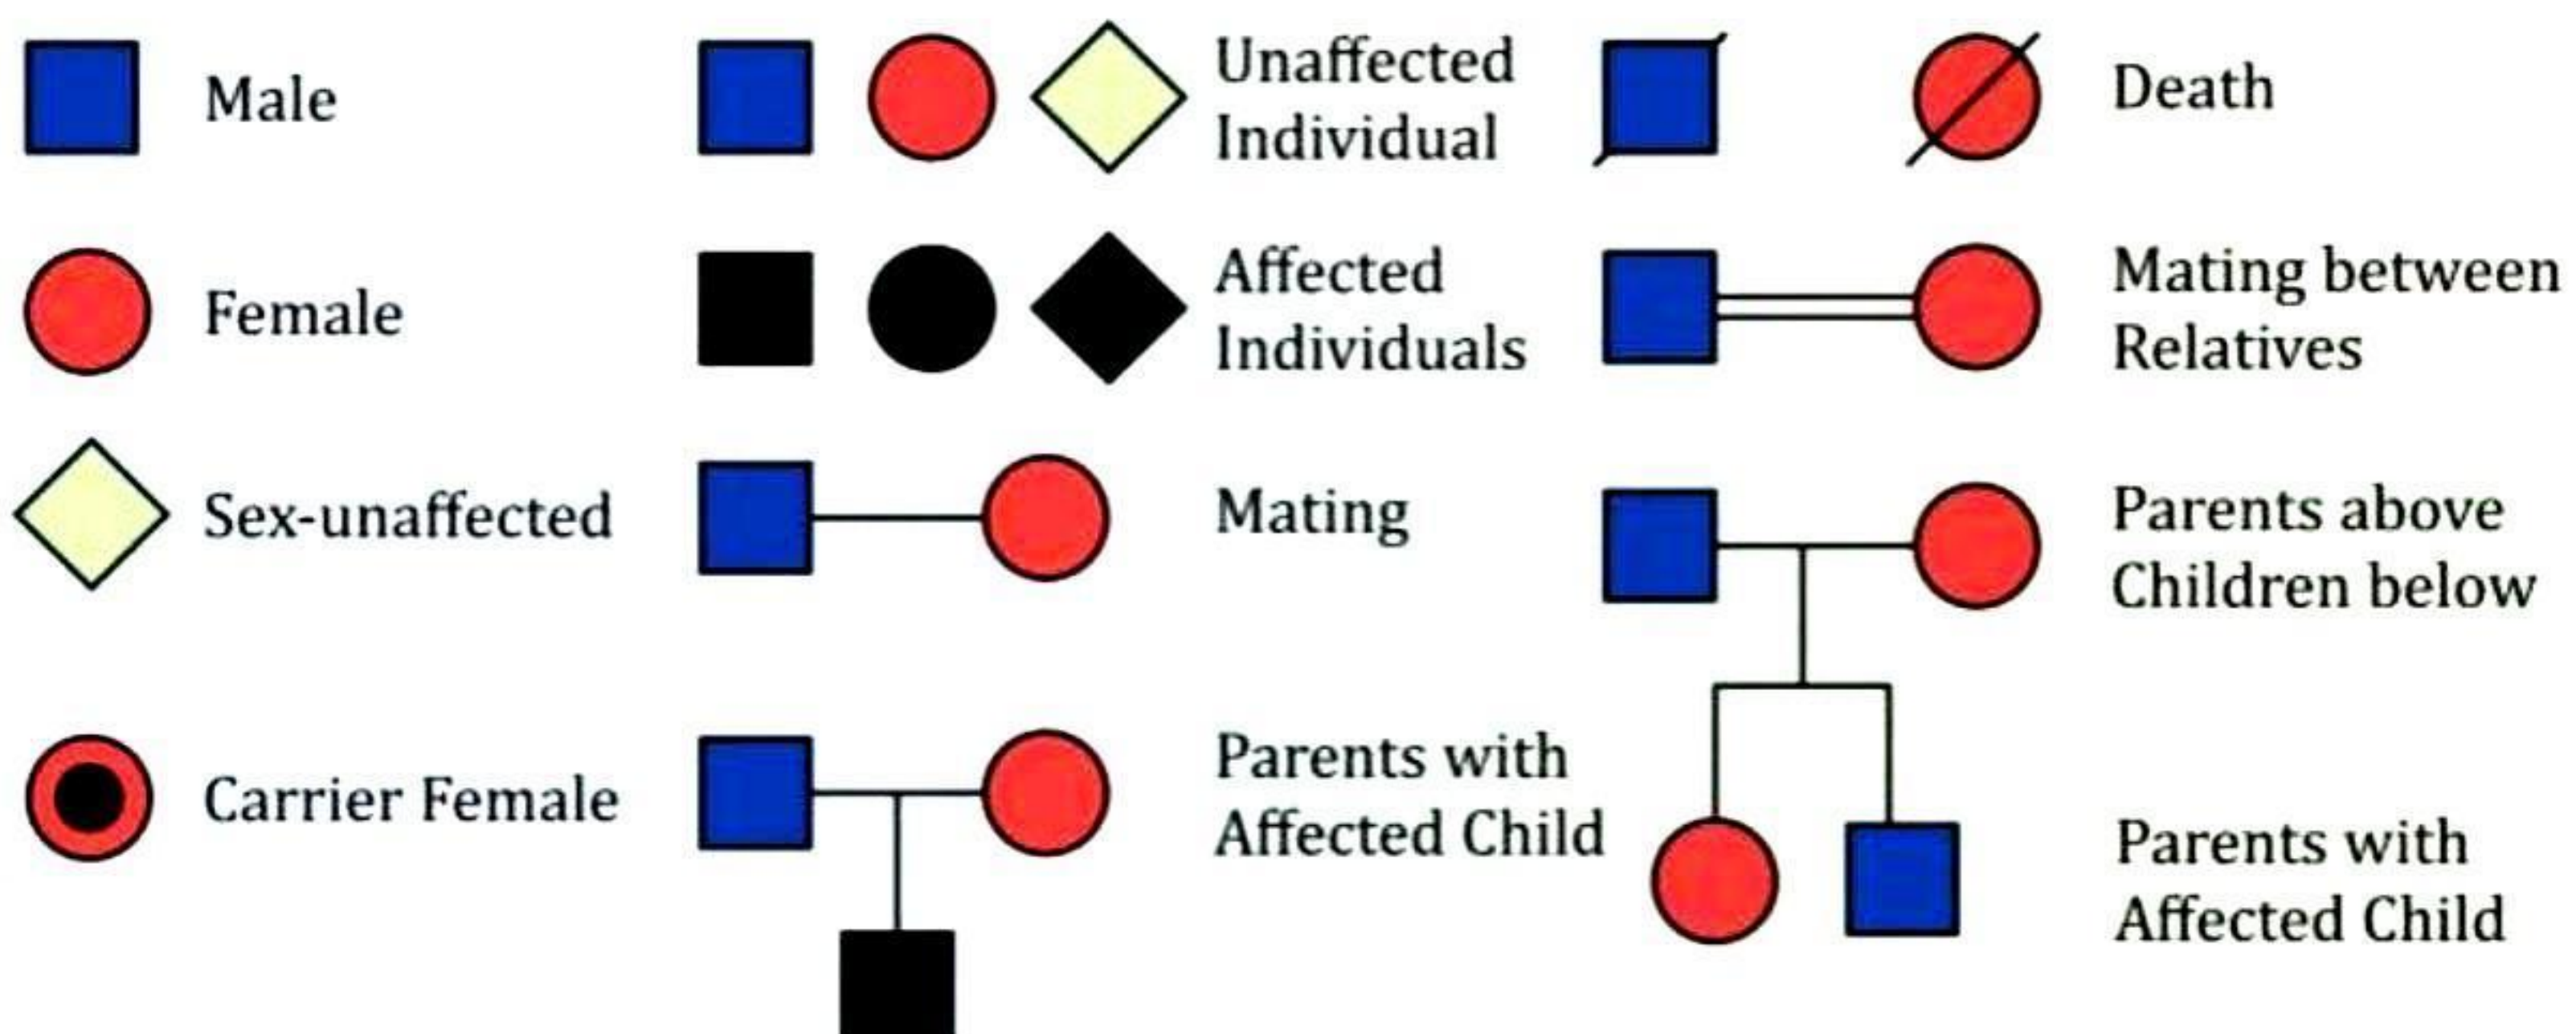 Male
Unaffected
Individual
Death
Female
Affected
Individuals
Mating between
Relatives
Sex-unaffected
Mating
Parents above
Children below
Carrier Female
Parents with
Affected Child
Parents with
Affected Child